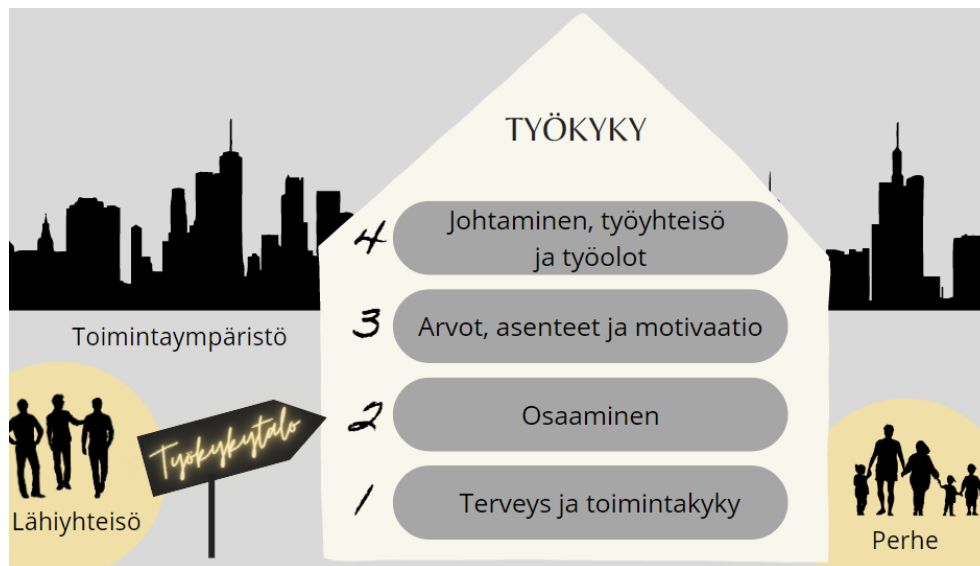 TYÖKYKY
4 Johtaminen, työyhteisö
ja työolot
3 Arvot, asenteet ja motivaatio
2 Osaaminen
1 Terveys ja toimintakyky
Toimintaympäristö
Työkykytalo
Lähiyhteisö
Perhe